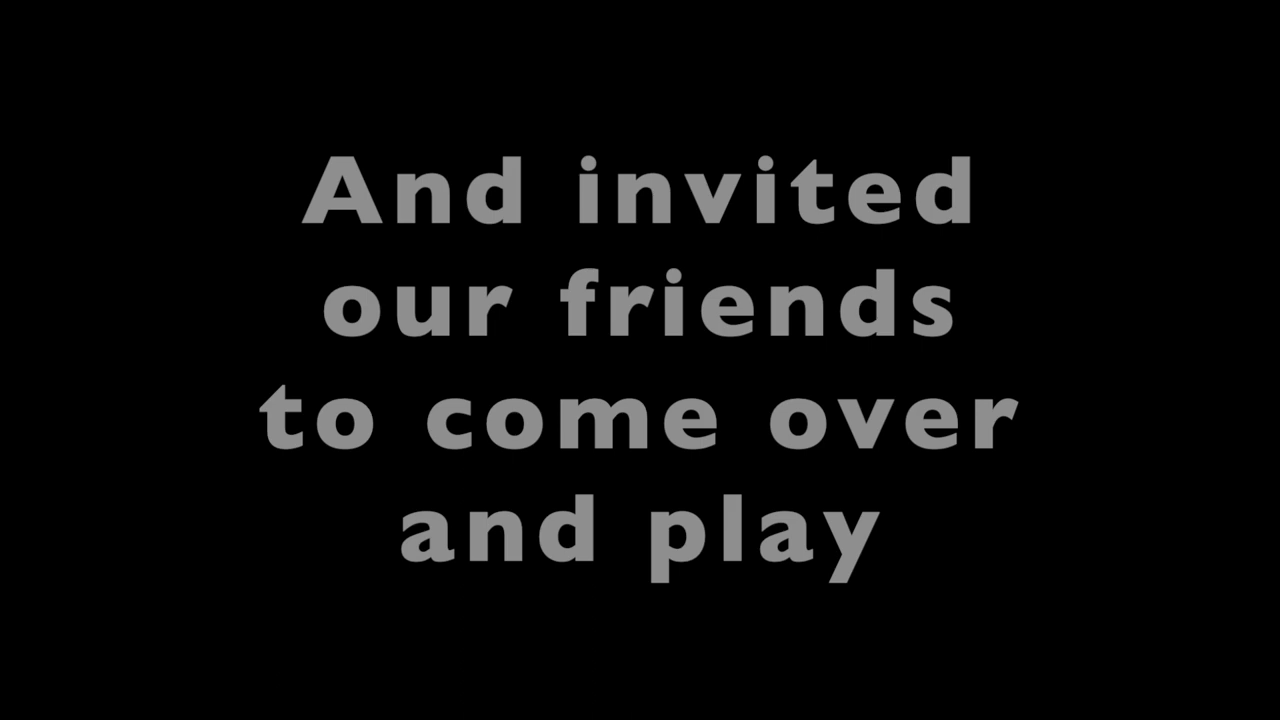 And invited
our friends
to come over
and play